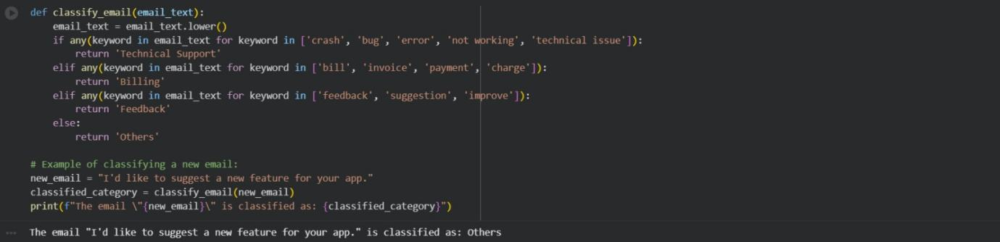 def classify_email(email_text):
    email_text = email_text.lower()
    if any(keyword in email_text for keyword in ['crash', 'bug', 'error', 'not working', 'technical issue']):
        return 'Technical Support'
    elif any(keyword in email_text for keyword in ['bill', 'invoice', 'payment', 'charge']):
        return 'Billing'
    elif any(keyword in email_text for keyword in ['feedback', 'suggestion', 'improve']):
        return 'Feedback'
    else:
        return 'Others'

# Example of classifying a new email:
new_email = "I'd like to suggest a new feature for your app."
classified_category = classify_email(new_email)
print(f"The email \"{new_email}\" is classified as: {classified_category}")
The email "I'd like to suggest a new feature for your app." is classified as: Others